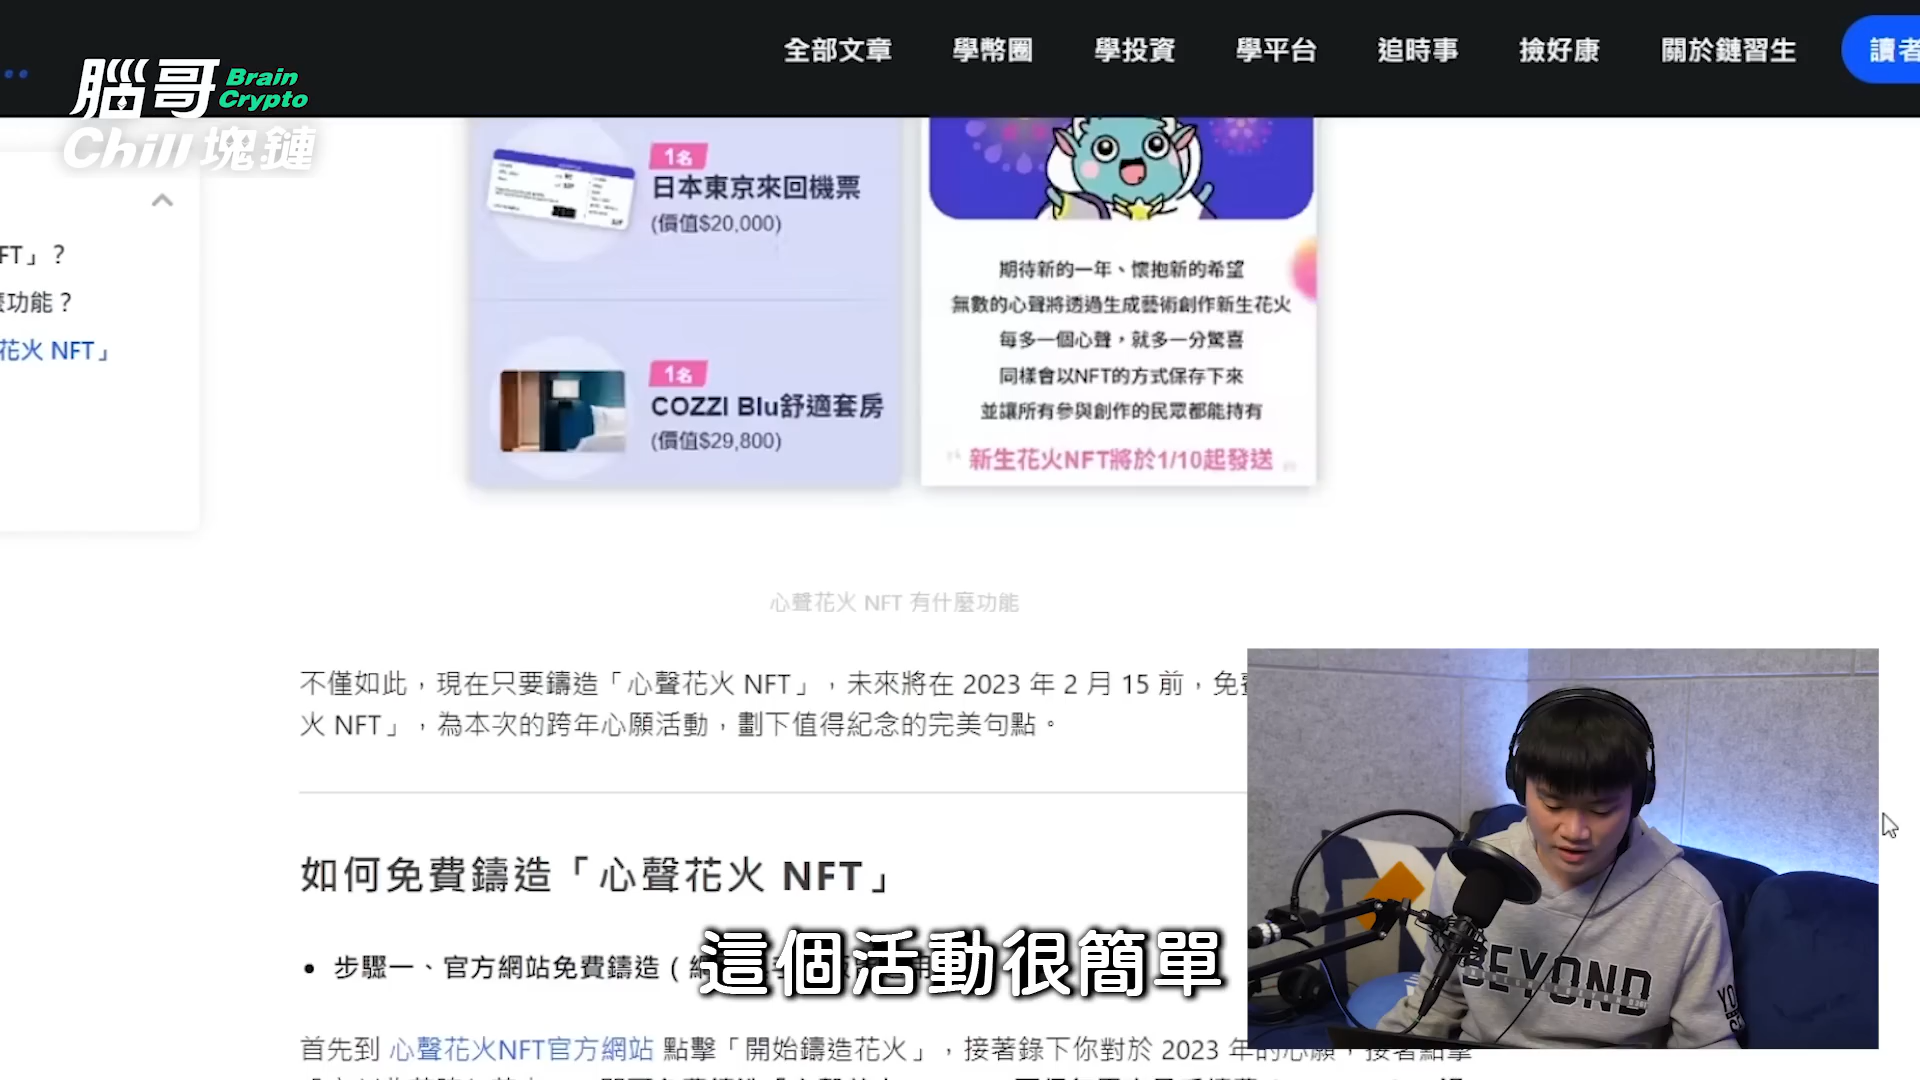 全部文章 學幣圈 學投資 學平台 追時事 撿好康 關於鏈習生 讀者
腦哥 Brain Crypto
Chill 塊鏈
FT」?
功能?
花火 NFT」
1名
日本東京來回機票
(價值$20,000)
1名
COZZI Blu舒適套房
(價值$29,800)
期待新的一年、懷抱新的希望
無數的心聲將透過生成藝術創作新生花火
每多一個心聲,就多一分驚喜
同樣會以NFT的方式保存下來
並讓所有參與創作的民眾都能持有
新生花火NFT將於1/10起發送
心聲花火 NFT 有什麼功能
不僅如此,現在只要鑄造「心聲花火 NFT」,未來將在 2023 年 2 月 15 前,免
火 NFT」,為本次的跨年心願活動,劃下值得紀念的完美句點。
如何免費鑄造「心聲花火 NFT」
• 步驟一、官方網站免費鑄造(
這個活動很簡單
BEYOND
首先到 心聲花火NFT官方網站 點擊「開始鑄造花火」,接著錄下你對於 2023 年的心願,接著點擊